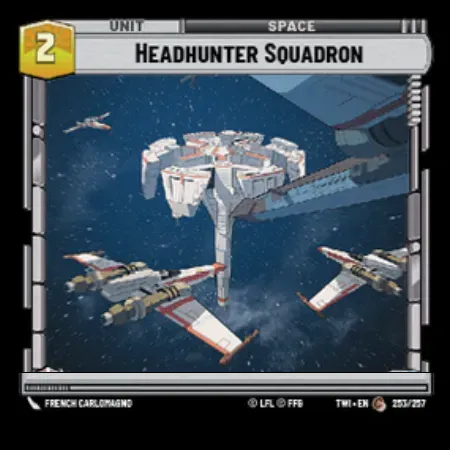 UNIT SPACE
2 HEADHUNTER SQUADRON
FRENCH CARLOMAGNO Ⓒ LFL Ⓟ FFG TWI • EN 253/257